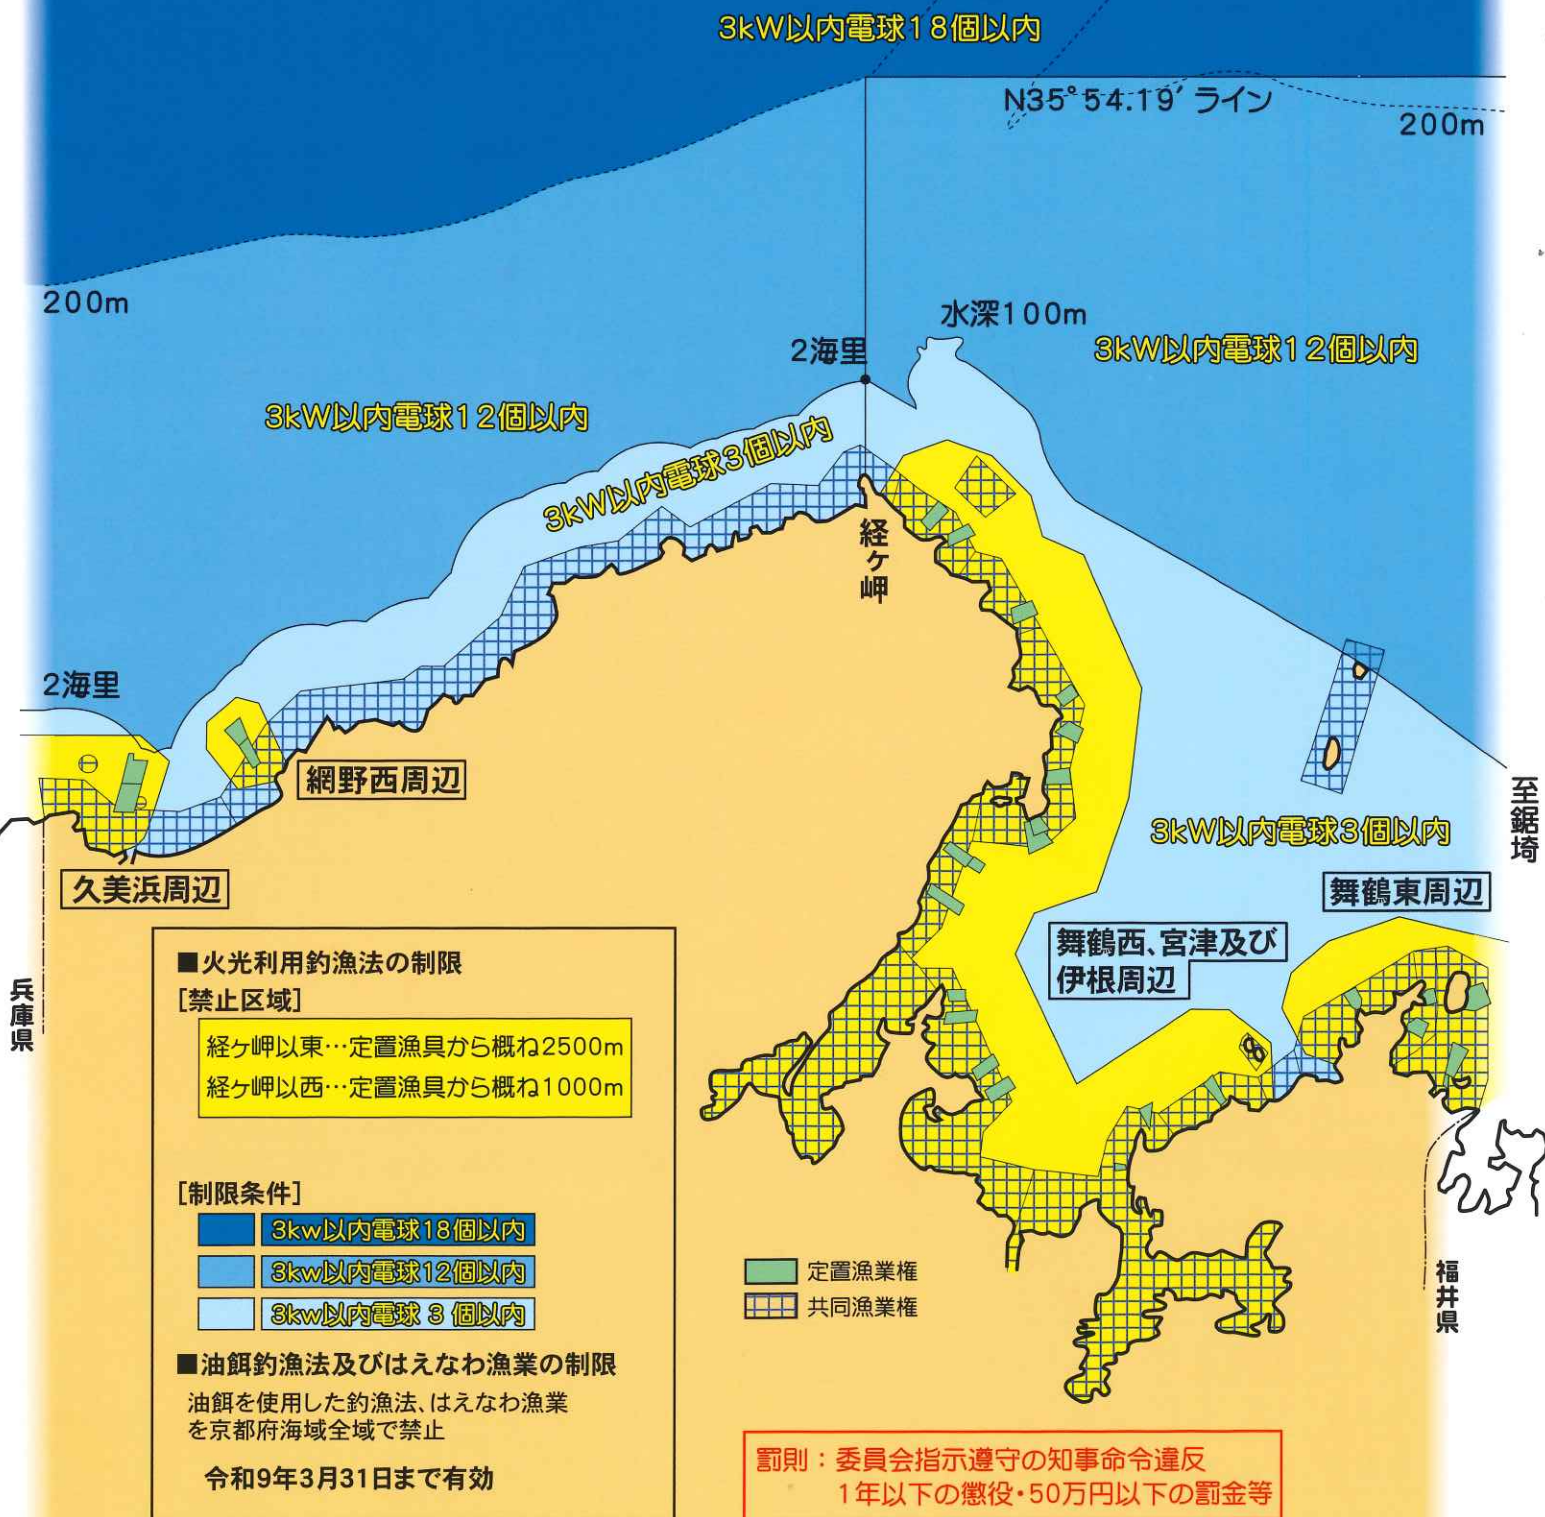 3kW以内電球18個以内
N35°54.19′ライン
200m
200m
水深100m
2海里
3kW以内電球12個以内
3kW以内電球12個以内
3kW以内電球3個以内
経ヶ岬
2海里
網野西周辺
至鋸埼
3kW以内電球3個以内
久美浜周辺
舞鶴東周辺
舞鶴西、宮津及び
伊根周辺
兵庫県
■火光利用釣漁法の制限
[禁止区域]
経ヶ岬以東…定置漁具から概ね2500m
経ヶ岬以西…定置漁具から概ね1000m
[制限条件]
3kw以内電球18個以内
3kw以内電球12個以内
3kw以内電球 3 個以内
■油餌釣漁法及びはえなわ漁業の制限
油餌を使用した釣漁法、はえなわ漁業
を京都府海域全域で禁止
令和9年3月31日まで有効
定置漁業権
共同漁業権
福井県
罰則：委員会指示遵守の知事命令違反
1年以下の懲役・50万円以下の罰金等